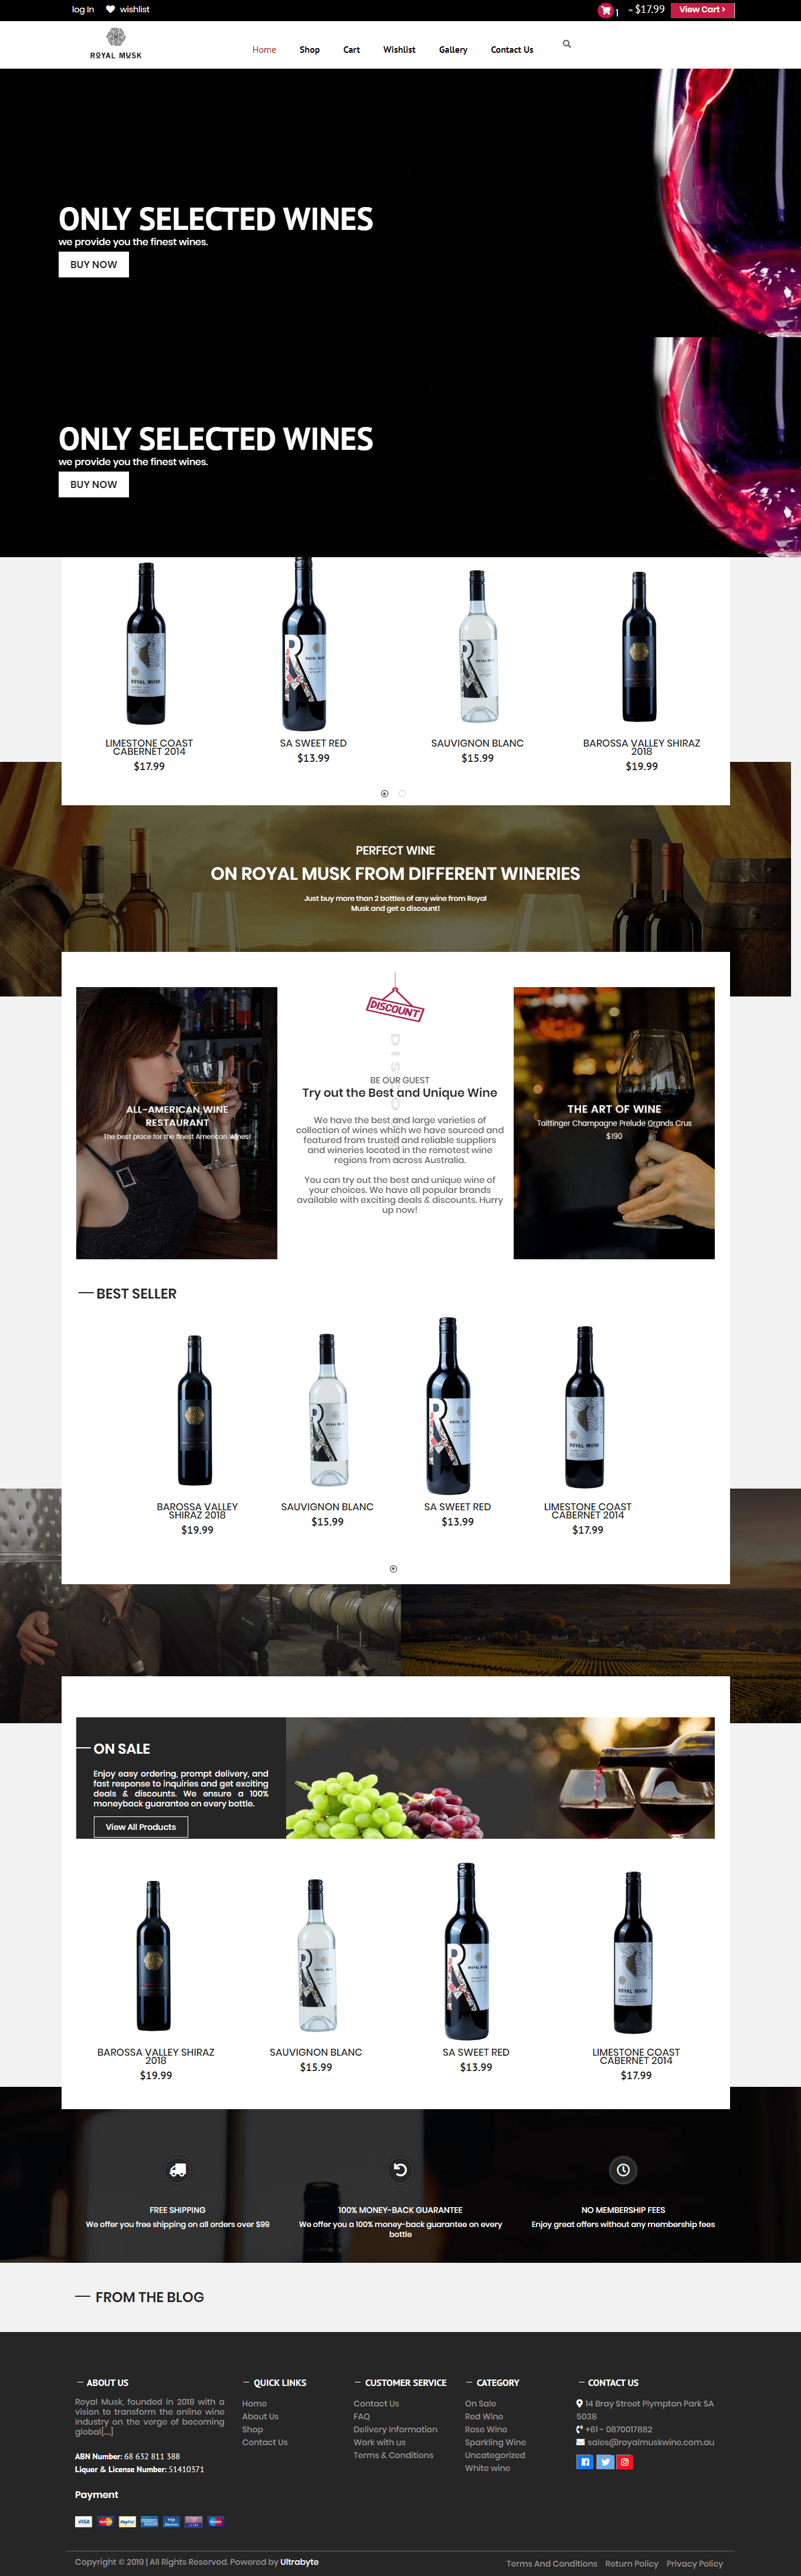 log In wishlist 1 - $17.99 View Cart >
ROYAL MUSK
Home Shop Cart Wishlist Gallery Contact Us
ONLY SELECTED WINES
we provide you the finest wines.
BUY NOW
ONLY SELECTED WINES
we provide you the finest wines.
BUY NOW
LIMESTONE COAST
CABERNET 2014
$17.99
SA SWEET RED
$13.99
SAUVIGNON BLANC
$15.99
BAROSSA VALLEY SHIRAZ
2018
$19.99
PERFECT WINE
ON ROYAL MUSK FROM DIFFERENT WINERIES
Just buy more than 2 bottles of any wine from Royal
Musk and get a discount!
ALL-AMERICAN WINE
RESTAURANT
The best place for the finest American Wines!
DISCOUNT
BE OUR GUEST
Try out the Best and Unique Wine
We have the best and large varieties of
collection of wines which we have sourced and
featured from trusted and reliable suppliers
and wineries located in the remotest wine
regions from across Australia.
You can try out the best and unique wine of
your choices. We have all popular brands
available with exciting deals & discounts. Hurry
up now!
THE ART OF WINE
Taittinger Champagne Prelude Grands Crus
$190
BEST SELLER
BAROSSA VALLEY
SHIRAZ 2018
$19.99
SAUVIGNON BLANC
$15.99
SA SWEET RED
$13.99
LIMESTONE COAST
CABERNET 2014
$17.99
ON SALE
Enjoy easy ordering, prompt delivery, and
fast response to inquiries and get exciting
deals & discounts. We ensure a 100%
moneyback guarantee on every bottle.
View All Products
BAROSSA VALLEY SHIRAZ
2018
$19.99
SAUVIGNON BLANC
$15.99
SA SWEET RED
$13.99
LIMESTONE COAST
CABERNET 2014
$17.99
FREE SHIPPING
We offer you free shipping on all orders over $99
100% MONEY-BACK GUARANTEE
We offer you a 100% money-back guarantee on every
bottle
NO MEMBERSHIP FEES
Enjoy great offers without any membership fees
FROM THE BLOG
ABOUT US
Royal Musk, founded in 2018 with a
vision to transform the online wine
industry on the verge of becoming
global[...]
ABN Number: 68 632 811 388
Liquor & License Number: 51410371
Payment
VISA PayPal
QUICK LINKS
Home
About Us
Shop
Contact Us
CUSTOMER SERVICE
Contact Us
FAQ
Delivery Information
Work with us
Terms & Conditions
CATEGORY
On Sale
Red Wine
Rose Wine
Sparkling Wine
Uncategorized
White wine
CONTACT US
14 Bray Street Plympton Park SA
5038
+61 - 0870017882
sales@royalmuskwine.com.au
Copyright © 2019 | All Rights Reserved. Powered by Ultrabyte
Terms And Conditions Return Policy Privacy Policy